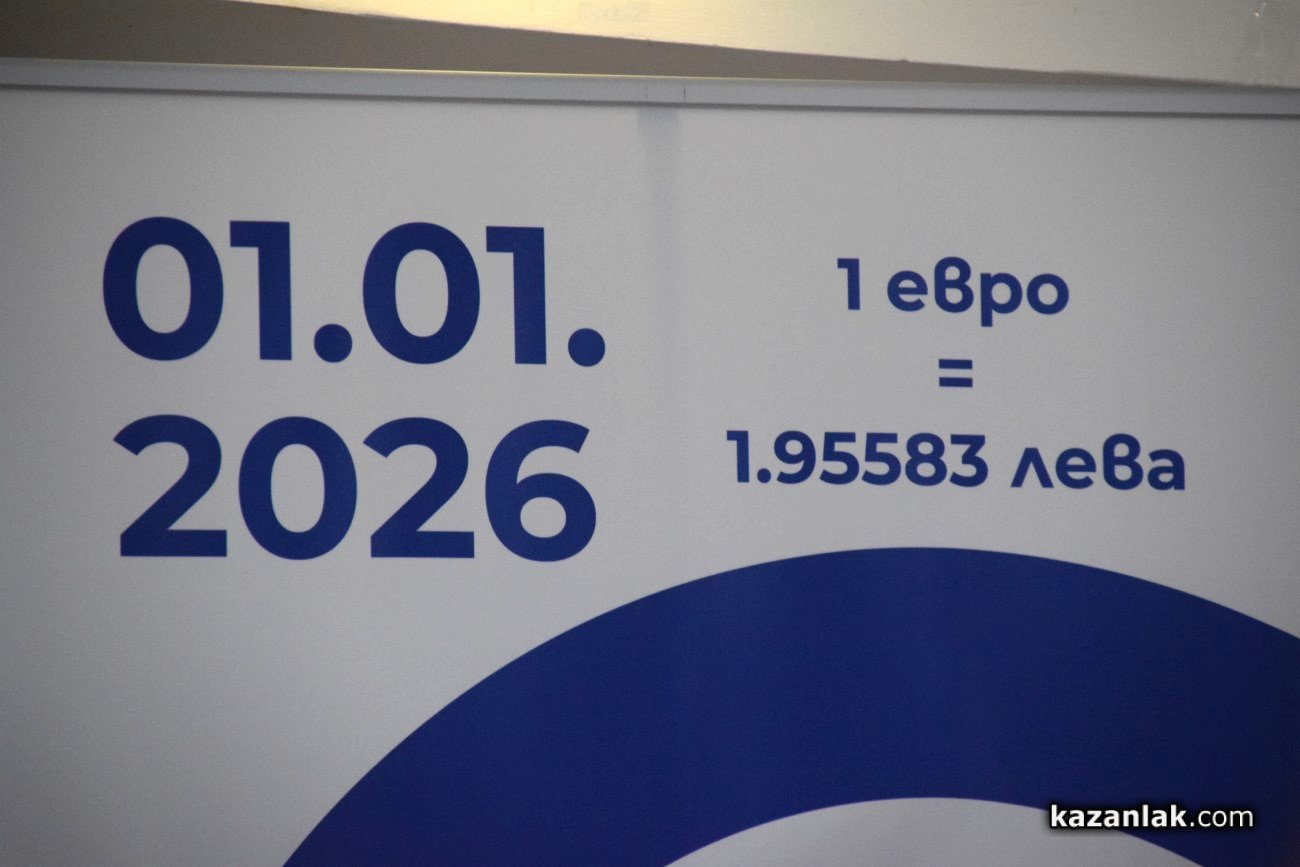 01.01.
2026
1 евро
=
1.95583 лева
kazanlak.com